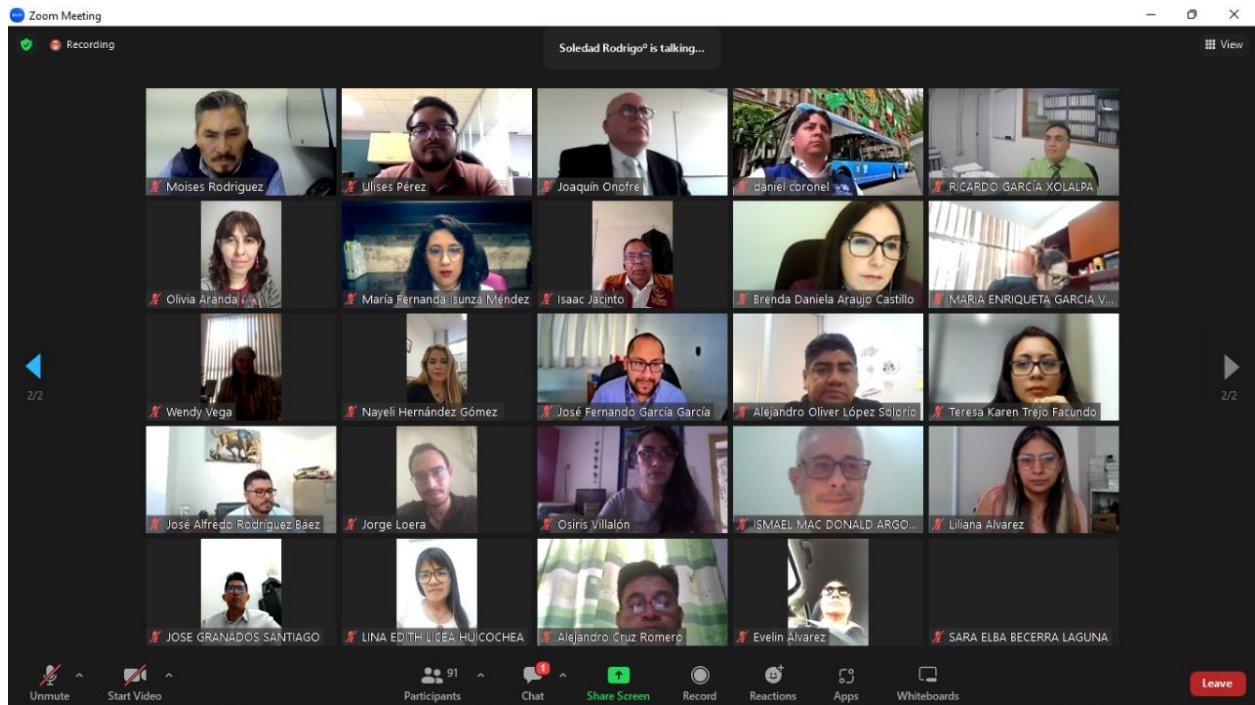 Zoom Meeting
Recording
Soledad Rodrigo° is talking...
View
Moises Rodriguez
Ulises Pérez
Joaquín Onofre
daniel coronel
RICARDO GARCÍA XOLALPA
Olivia Aranda
María Fernanda Isunza Méndez
Isaac Jacinto
Brenda Daniela Araujo Castillo
MARIA ENRIQUETA GARCIA V...
Wendy Vega
Nayeli Hernández Gómez
José Fernando García García
Alejandro Oliver López Solorio
Teresa Karen Trejo Facundo
2/2
2/2
José Alfredo Rodríguez Báez
Jorge Loera
Osiris Villalón
ISMAEL MAC DONALD ARGO...
Liliana Alvarez
JOSE GRANADOS SANTIAGO
LINA EDITH LICEA HUICOCHEA
Alejandro Cruz Romero
Evelin Álvarez
SARA ELBA BECERRA LAGUNA
Unmute
Start Video
91
Participants
1
Chat
Share Screen
Record
Reactions
Apps
Whiteboards
Leave